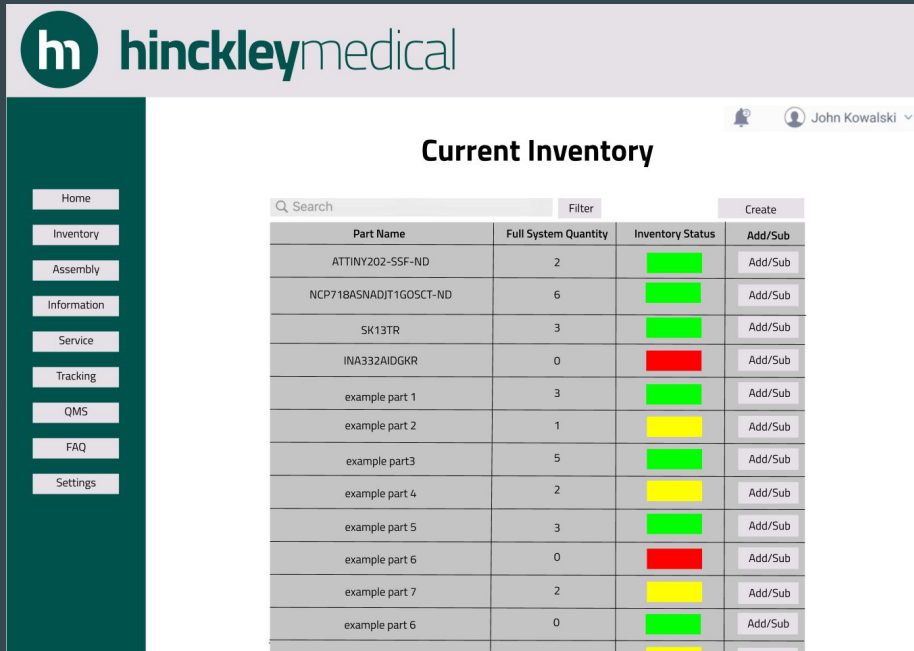 hm hinckleymedical
John Kowalski
Current Inventory
Home
Inventory
Assembly
Information
Service
Tracking
QMS
FAQ
Settings
Search Filter Create
Part Name Full System Quantity Inventory Status Add/Sub
ATTINY202-SSF-ND 2 Add/Sub
NCP718ASNADJT1GOSCT-ND 6 Add/Sub
SK13TR 3 Add/Sub
INA332AIDGKR 0 Add/Sub
example part 1 3 Add/Sub
example part 2 1 Add/Sub
example part3 5 Add/Sub
example part 4 2 Add/Sub
example part 5 3 Add/Sub
example part 6 0 Add/Sub
example part 7 2 Add/Sub
example part 6 0 Add/Sub